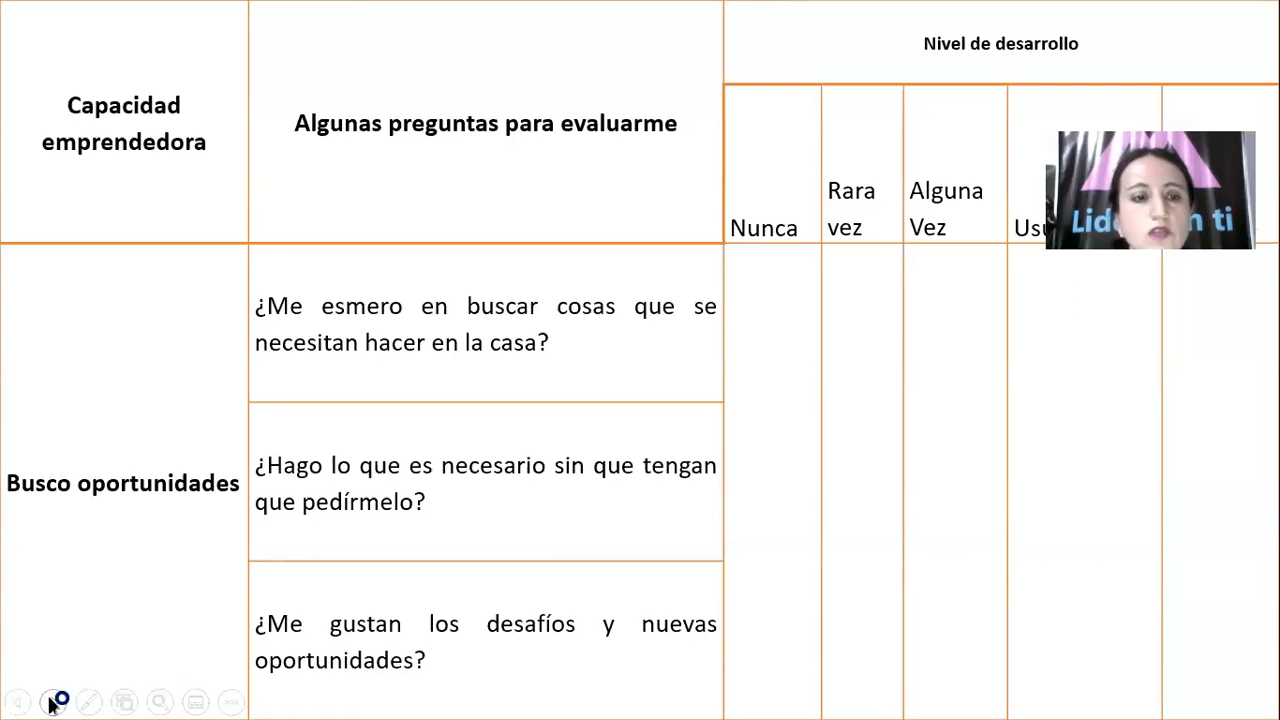 Nivel de desarrollo
Capacidad
emprendedora
Algunas preguntas para evaluarme
Nunca
Rara
vez
Alguna
Vez
¿Me esmero en buscar cosas que se
necesitan hacer en la casa?
Busco oportunidades
¿Hago lo que es necesario sin que tengan
que pedírmelo?
¿Me gustan los desafíos y nuevas
oportunidades?
ti